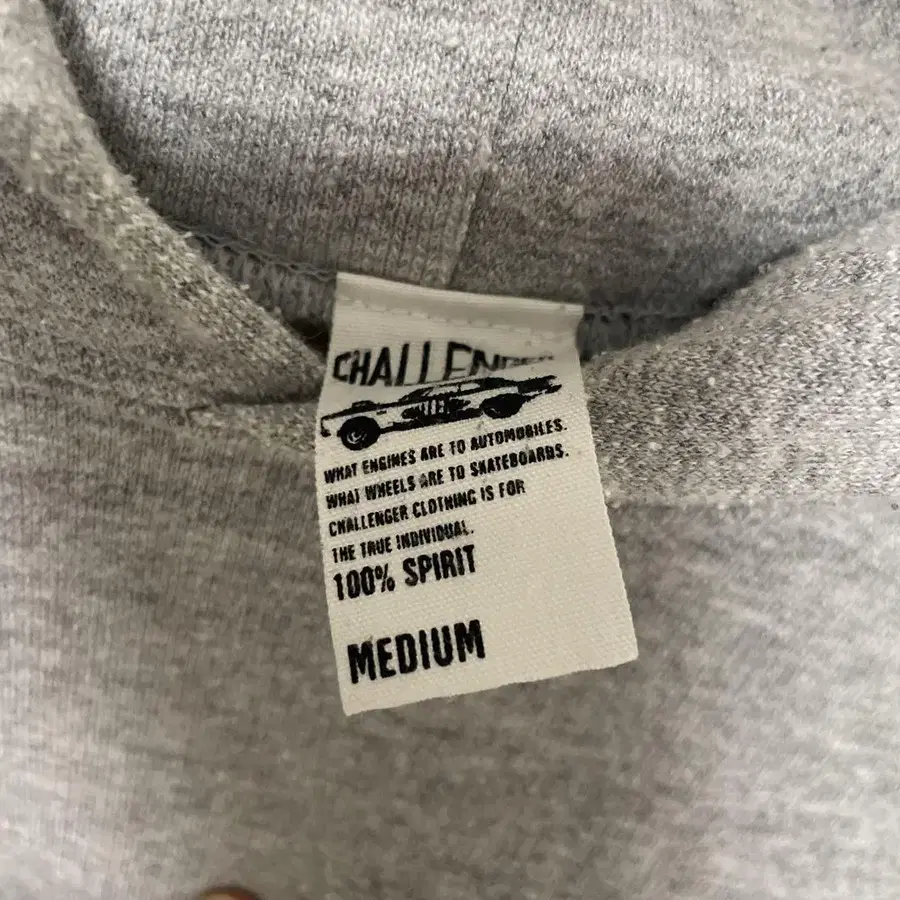 CHALLENGER
WHAT ENGINES ARE TO AUTOMOBILES.
WHAT WHEELS ARE TO SKATEBOARDS.
CHALLENGER CLOTHING IS FOR
THE TRUE INDIVIDUAL.
100% SPIRIT
MEDIUM